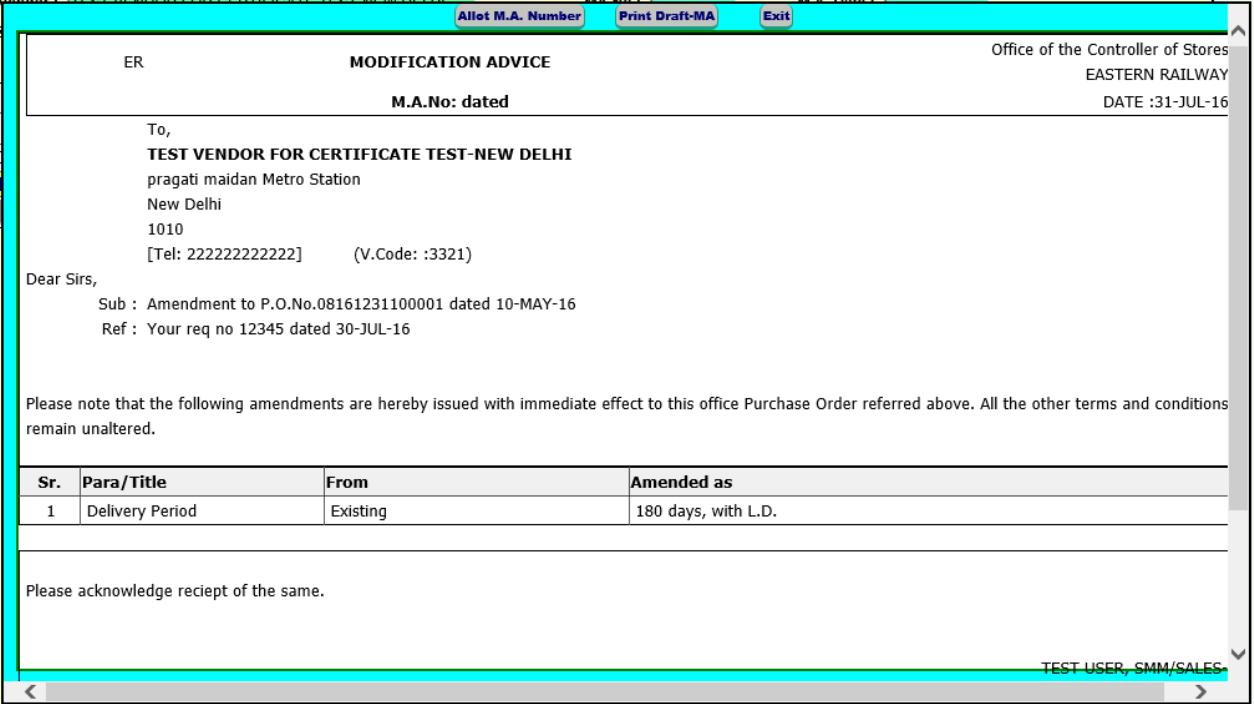 Allot M.A. Number Print Draft-MA Exit
ER MODIFICATION ADVICE Office of the Controller of Stores
EASTERN RAILWAY
M.A.No: dated DATE :31-JUL-16
To,
TEST VENDOR FOR CERTIFICATE TEST-NEW DELHI
pragati maidan Metro Station
New Delhi
1010
[Tel: 222222222222] (V.Code: :3321)
Dear Sirs,
Sub : Amendment to P.O.No.08161231100001 dated 10-MAY-16
Ref : Your req no 12345 dated 30-JUL-16
Please note that the following amendments are hereby issued with immediate effect to this office Purchase Order referred above. All the other terms and conditions
remain unaltered.
Sr. Para/Title From Amended as
1 Delivery Period Existing 180 days, with L.D.
Please acknowledge reciept of the same.
TEST USER, SMM/SALES-